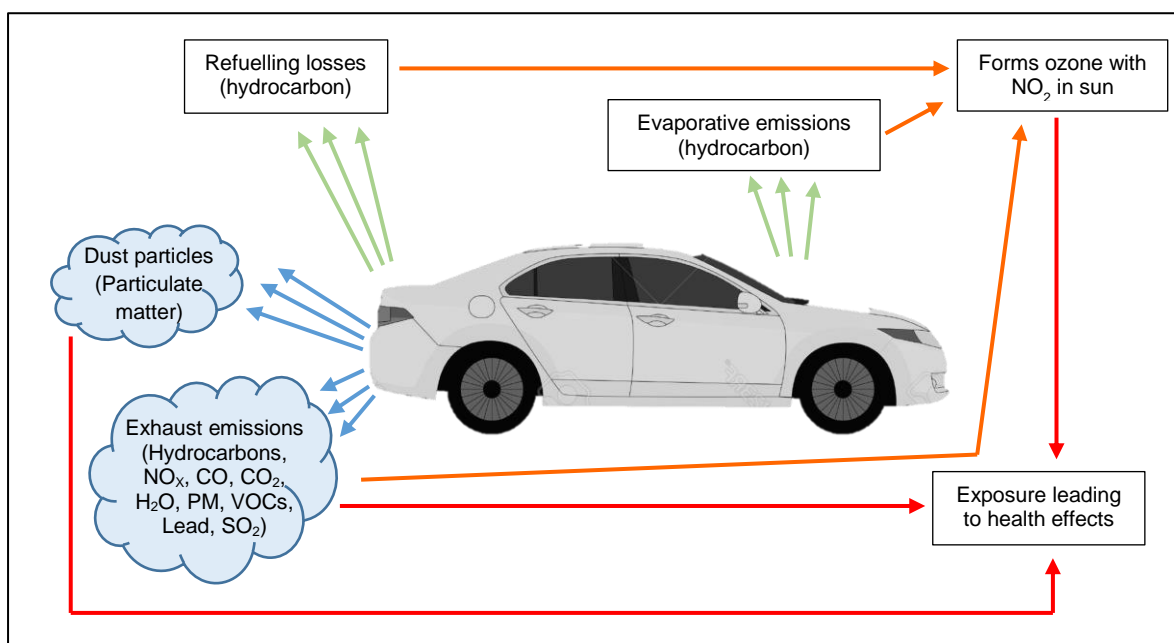 Refuelling losses
(hydrocarbon)
Forms ozone with
NO₂ in sun
Evaporative emissions
(hydrocarbon)
Dust particles
(Particulate
matter)
Exhaust emissions
(Hydrocarbons,
NOX, CO, CO₂,
H₂O, PM, VOCs,
Lead, SO₂)
Exposure leading
to health effects